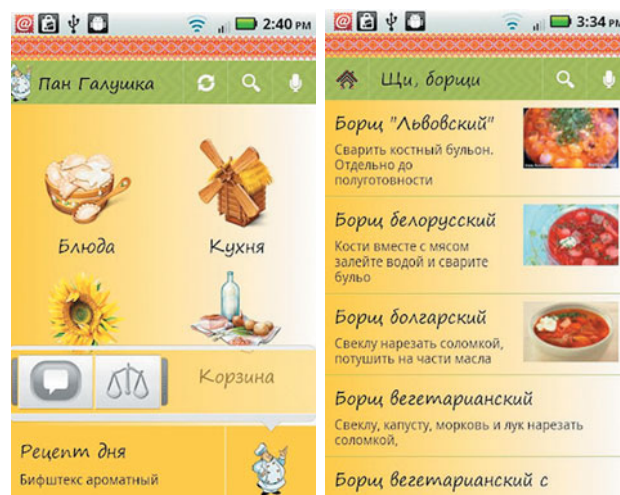 2:40 PM
Пан Галушка
Блюда
Кухня
Корзина
Рецепт дня
Бифштекс ароматный
3:34 PM
Щи, борщи
Борщ "Львовский"
Сварить костный бульон.
Отдельно до
полуготовности
Борщ белорусский
Кости вместе с мясом
залейте водой и сварите
бульо
Борщ болгарский
Свеклу нарезать соломкой,
потушить на части масла
Борщ вегетарианский
Свеклу, капусту, морковь и лук нарезать
соломкой,
Борщ вегетарианский с